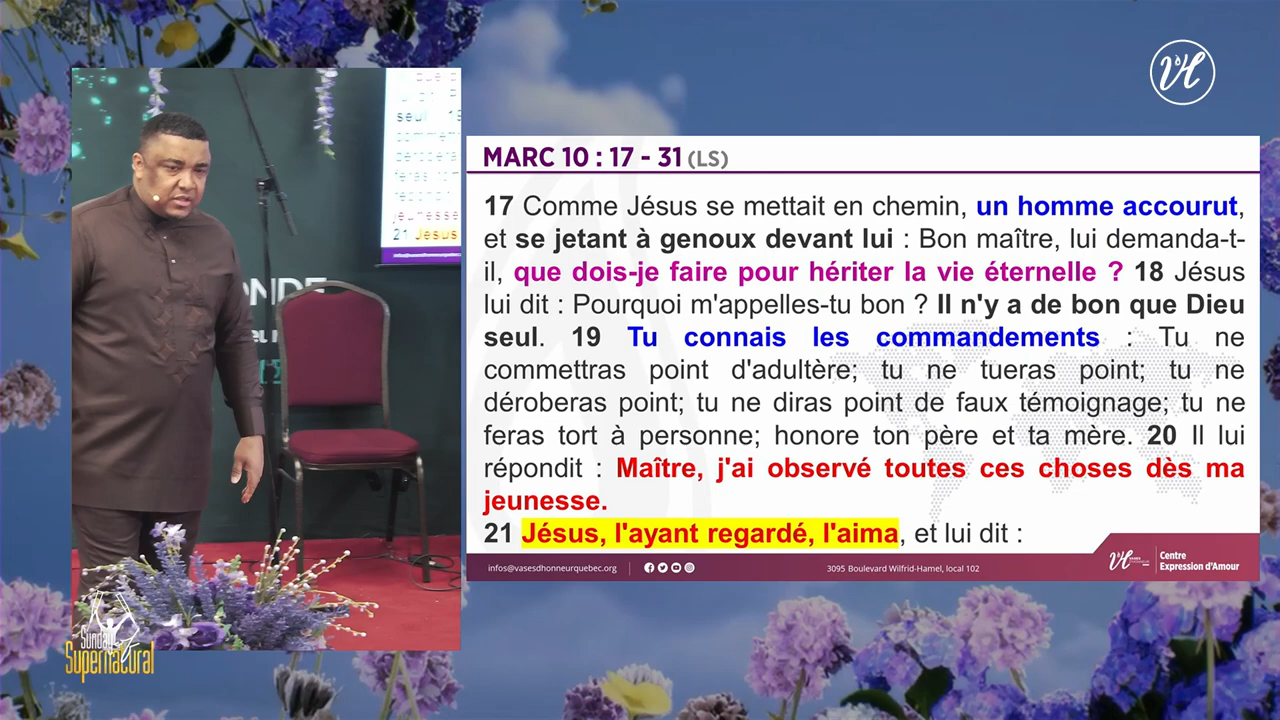 MARC 10 : 17 - 31 (LS)
17 Comme Jésus se mettait en chemin, un homme accourut,
et se jetant à genoux devant lui : Bon maître, lui demanda-t-
il, que dois-je faire pour hériter la vie éternelle ? 18 Jésus
lui dit : Pourquoi m'appelles-tu bon ? Il n'y a de bon que Dieu
seul. 19 Tu connais les commandements : Tu ne
commettras point d'adultère; tu ne tueras point; tu ne
déroberas point; tu ne diras point de faux témoignage; tu ne
feras tort à personne; honore ton père et ta mère. 20 Il lui
répondit : Maître, j'ai observé toutes ces choses dès ma
jeunesse.
21 Jésus, l'ayant regardé, l'aima, et lui dit :
infos@vasesdhonneurquebec.org
3095 Boulevard Wilfrid-Hamel, local 102
Centre
Expression d'Amour
seul
jeunesse
21 Jésus
Sunday
of
Supernatural